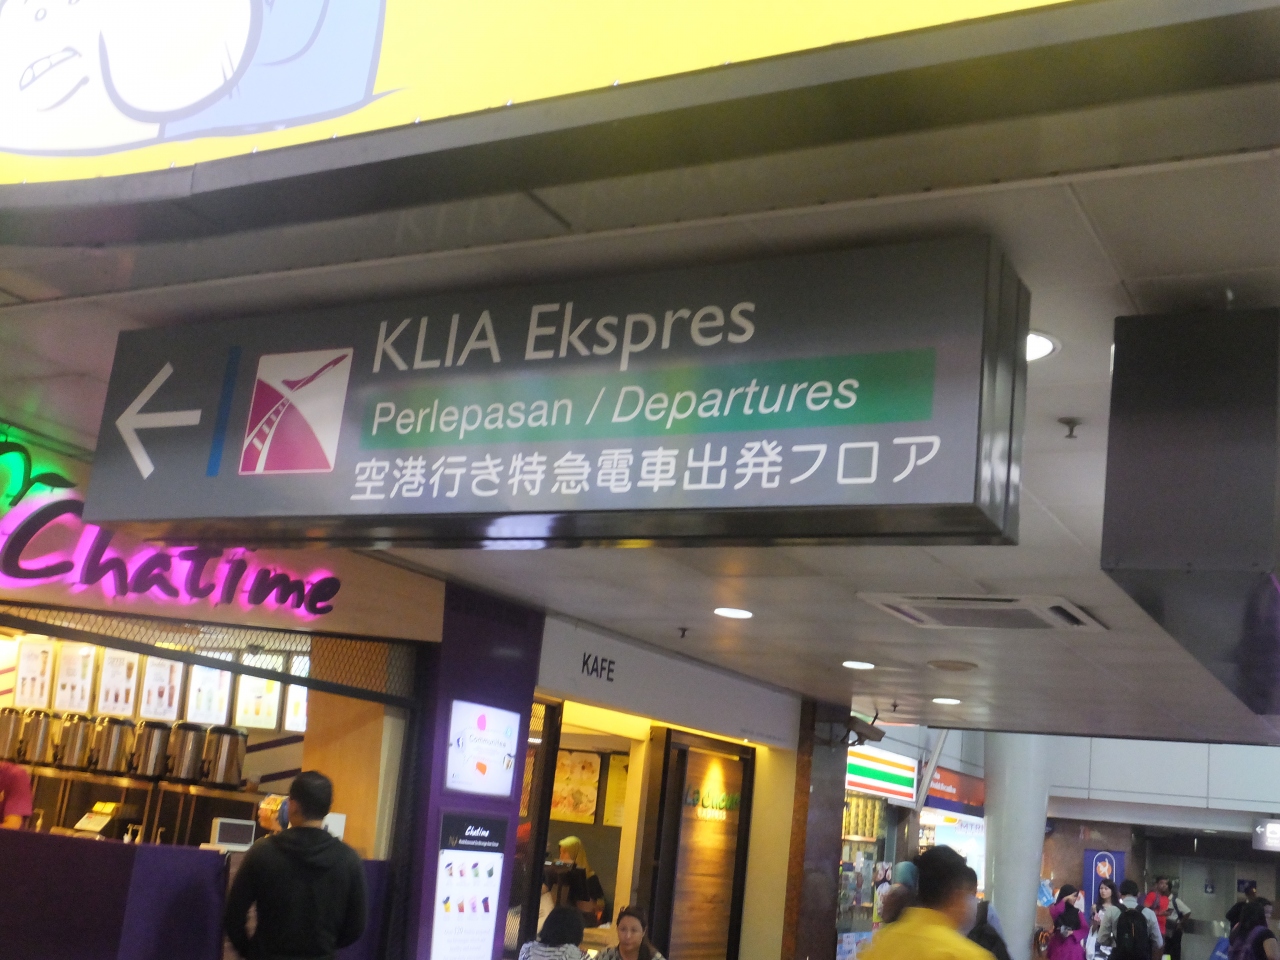 KLIA Ekspres
Perlepasan / Departures
空港行き特急電車出発フロア
Chatime
KAFE
Chatime